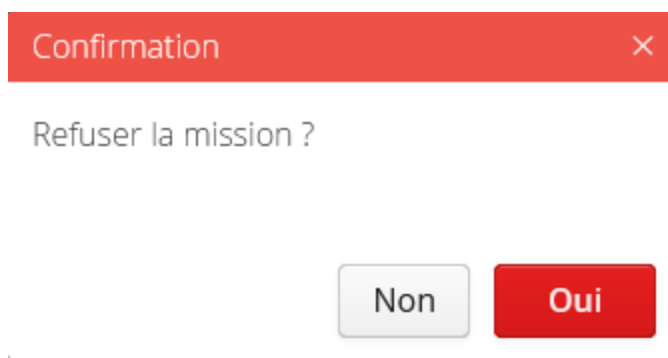 Confirmation ×
Refuser la mission ?
Non Oui